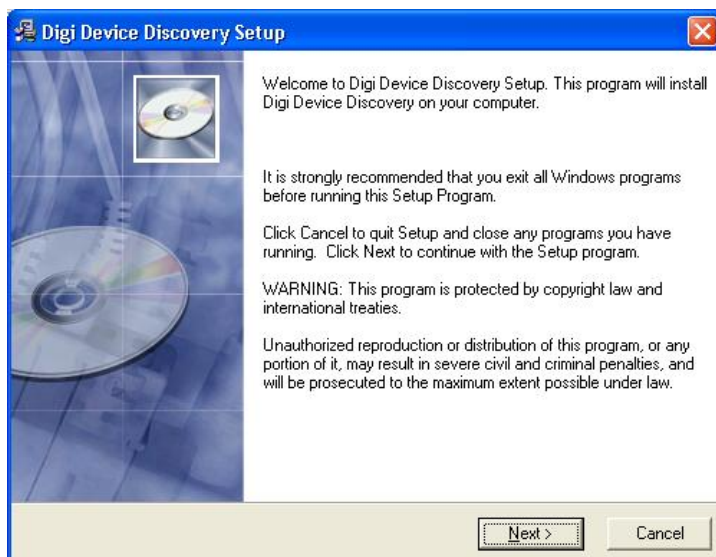 Digi Device Discovery Setup
Welcome to Digi Device Discovery Setup. This program will install
Digi Device Discovery on your computer.
It is strongly recommended that you exit all Windows programs
before running this Setup Program.
Click Cancel to quit Setup and close any programs you have
running. Click Next to continue with the Setup program.
WARNING: This program is protected by copyright law and
international treaties.
Unauthorized reproduction or distribution of this program, or any
portion of it, may result in severe civil and criminal penalties, and
will be prosecuted to the maximum extent possible under law.
Next > Cancel